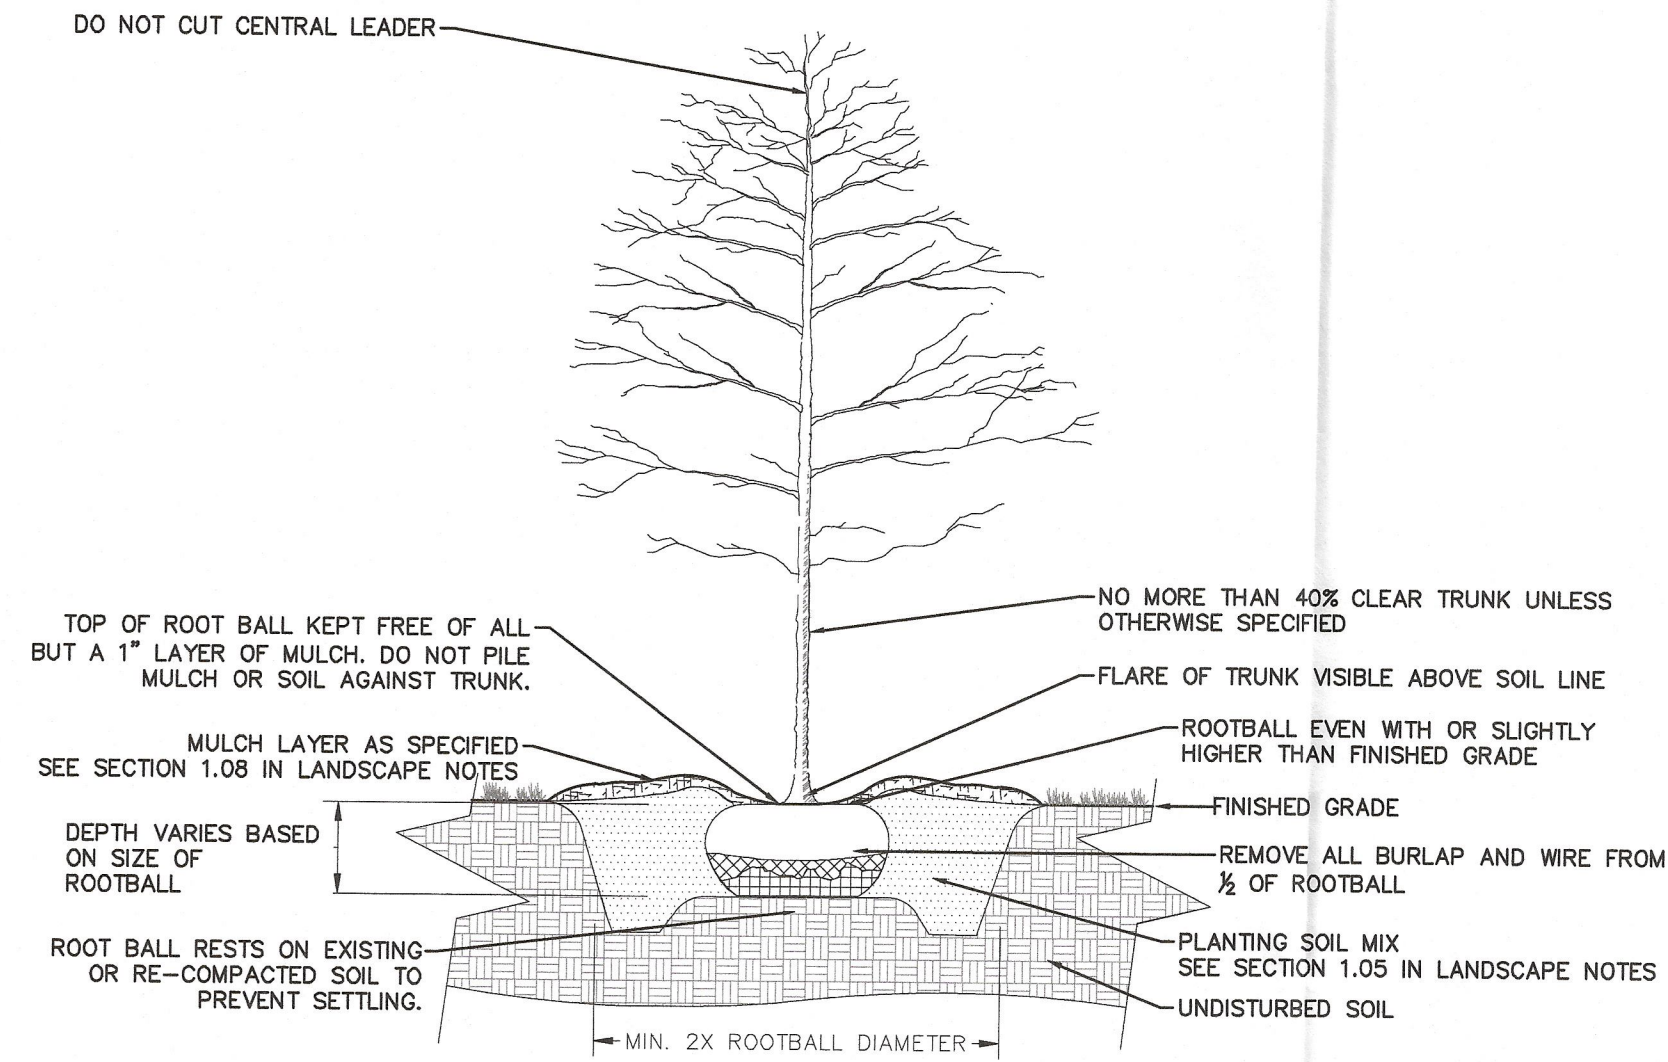 DO NOT CUT CENTRAL LEADER
NO MORE THAN 40% CLEAR TRUNK UNLESS
OTHERWISE SPECIFIED
TOP OF ROOT BALL KEPT FREE OF ALL
BUT A 1" LAYER OF MULCH. DO NOT PILE
MULCH OR SOIL AGAINST TRUNK.
FLARE OF TRUNK VISIBLE ABOVE SOIL LINE
ROOTBALL EVEN WITH OR SLIGHTLY
HIGHER THAN FINISHED GRADE
MULCH LAYER AS SPECIFIED
SEE SECTION 1.08 IN LANDSCAPE NOTES
FINISHED GRADE
DEPTH VARIES BASED
ON SIZE OF
ROOTBALL
REMOVE ALL BURLAP AND WIRE FROM
½ OF ROOTBALL
ROOT BALL RESTS ON EXISTING
OR RE-COMPACTED SOIL TO
PREVENT SETTLING.
PLANTING SOIL MIX
SEE SECTION 1.05 IN LANDSCAPE NOTES
UNDISTURBED SOIL
MIN. 2X ROOTBALL DIAMETER